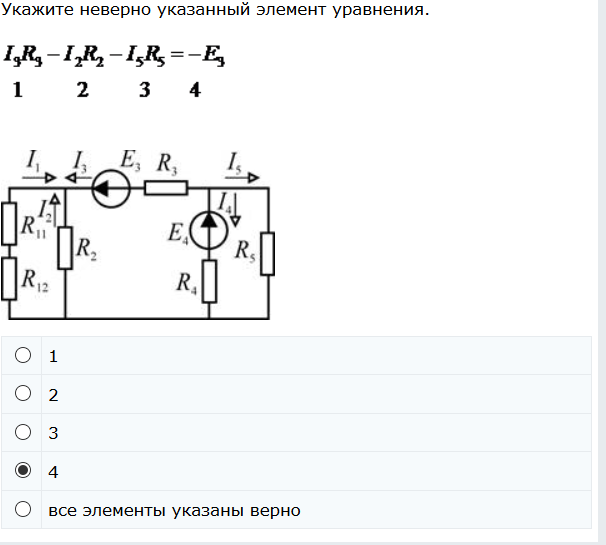 Укажите неверно указанный элемент уравнения.
I₃R₃ − I₂R₂ − I₅R₅ = −E₃
1 2 3 4
I₁ I₃ E₃ R₃ I₅
I₂ I₄
R₁₁ E₄
R₂ R₅
R₁₂ R₄
1
2
3
4
все элементы указаны верно